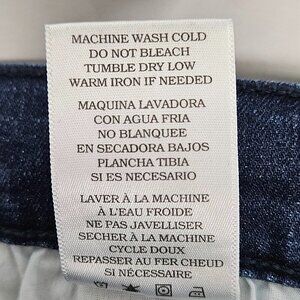 MACHINE WASH COLD
DO NOT BLEACH
TUMBLE DRY LOW
WARM IRON IF NEEDED
MAQUINA LAVADORA
CON AGUA FRIA
NO BLANQUEE
EN SECADORA BAJOS
PLANCHA TIBIA
SI ES NECESARIO
LAVER À LA MACHINE
À L'EAU FROIDE
NE PAS JAVELLISER
SECHER À LA MACHINE
CYCLE DOUX
REPASSER AU FER CHEUD
SI NÉCESSAIRE